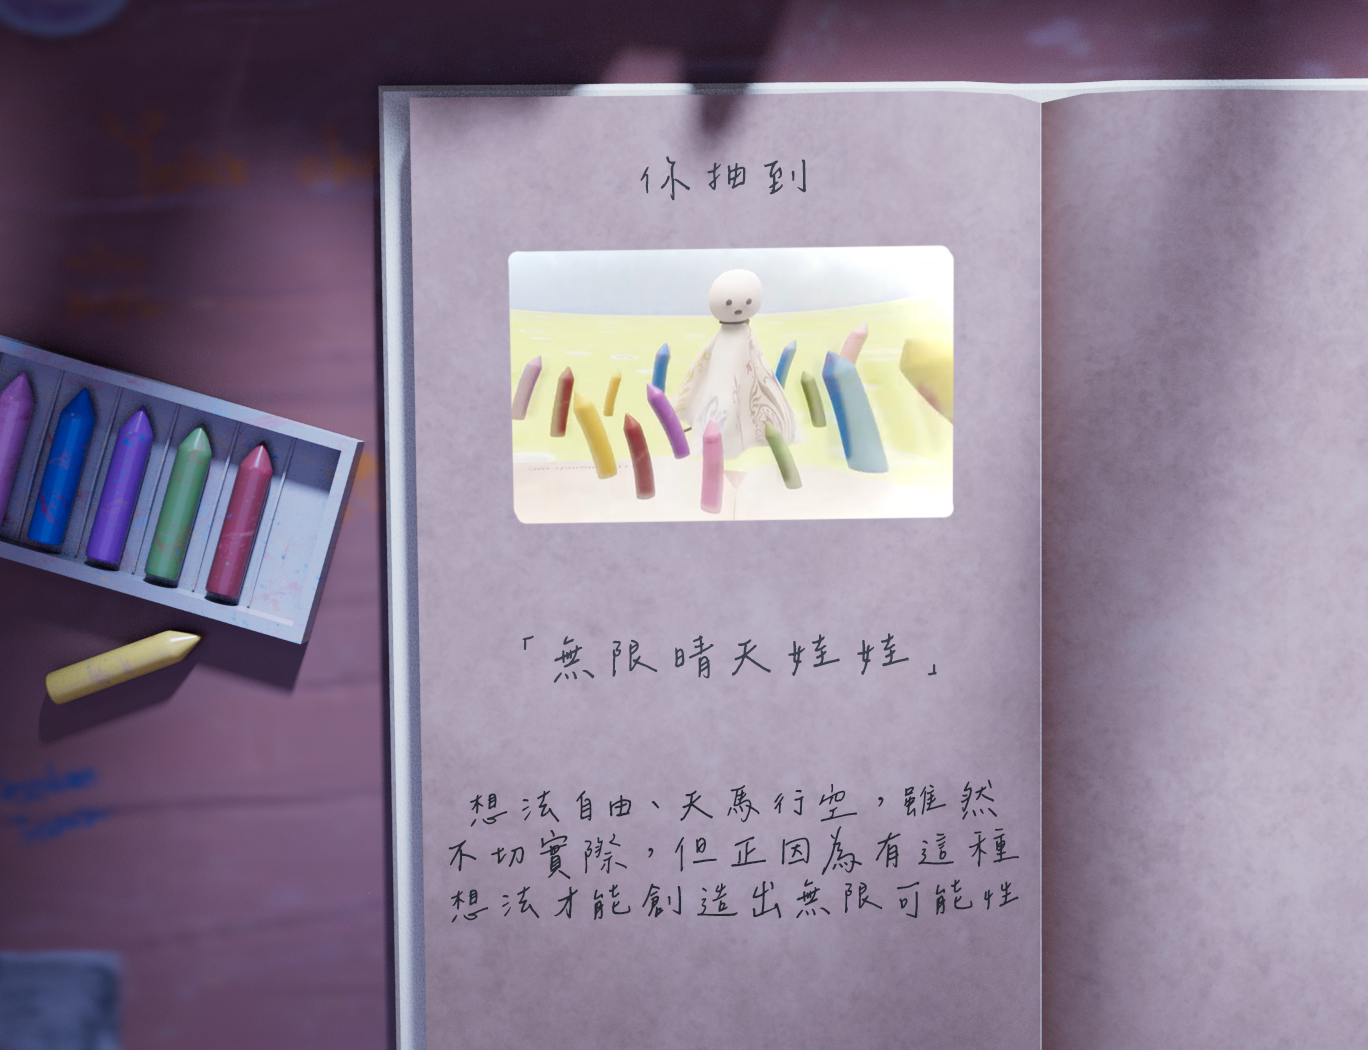 你抽到
「無限晴天娃娃」
想法自由、天馬行空，雖然
不切實際，但正因為有這種
想法才能創造出無限可能性